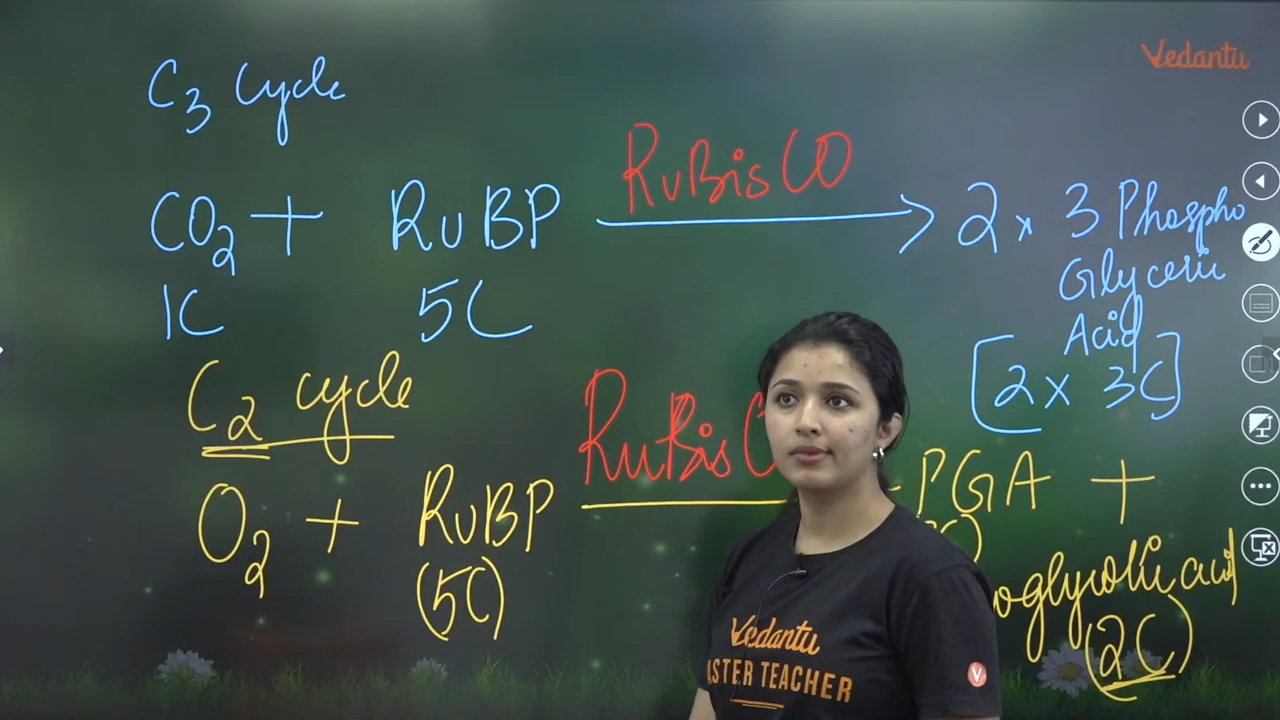 Vedantu
C3 Cycle
CO2 + RuBP RuBisCO 2 x 3 Phospho
Glyceric
Acid
1C 5C [2 x 3C]
C2 cycle
O2 + RuBP PGA +
(5C)
(2C)
Vedantu
TEACHER
V